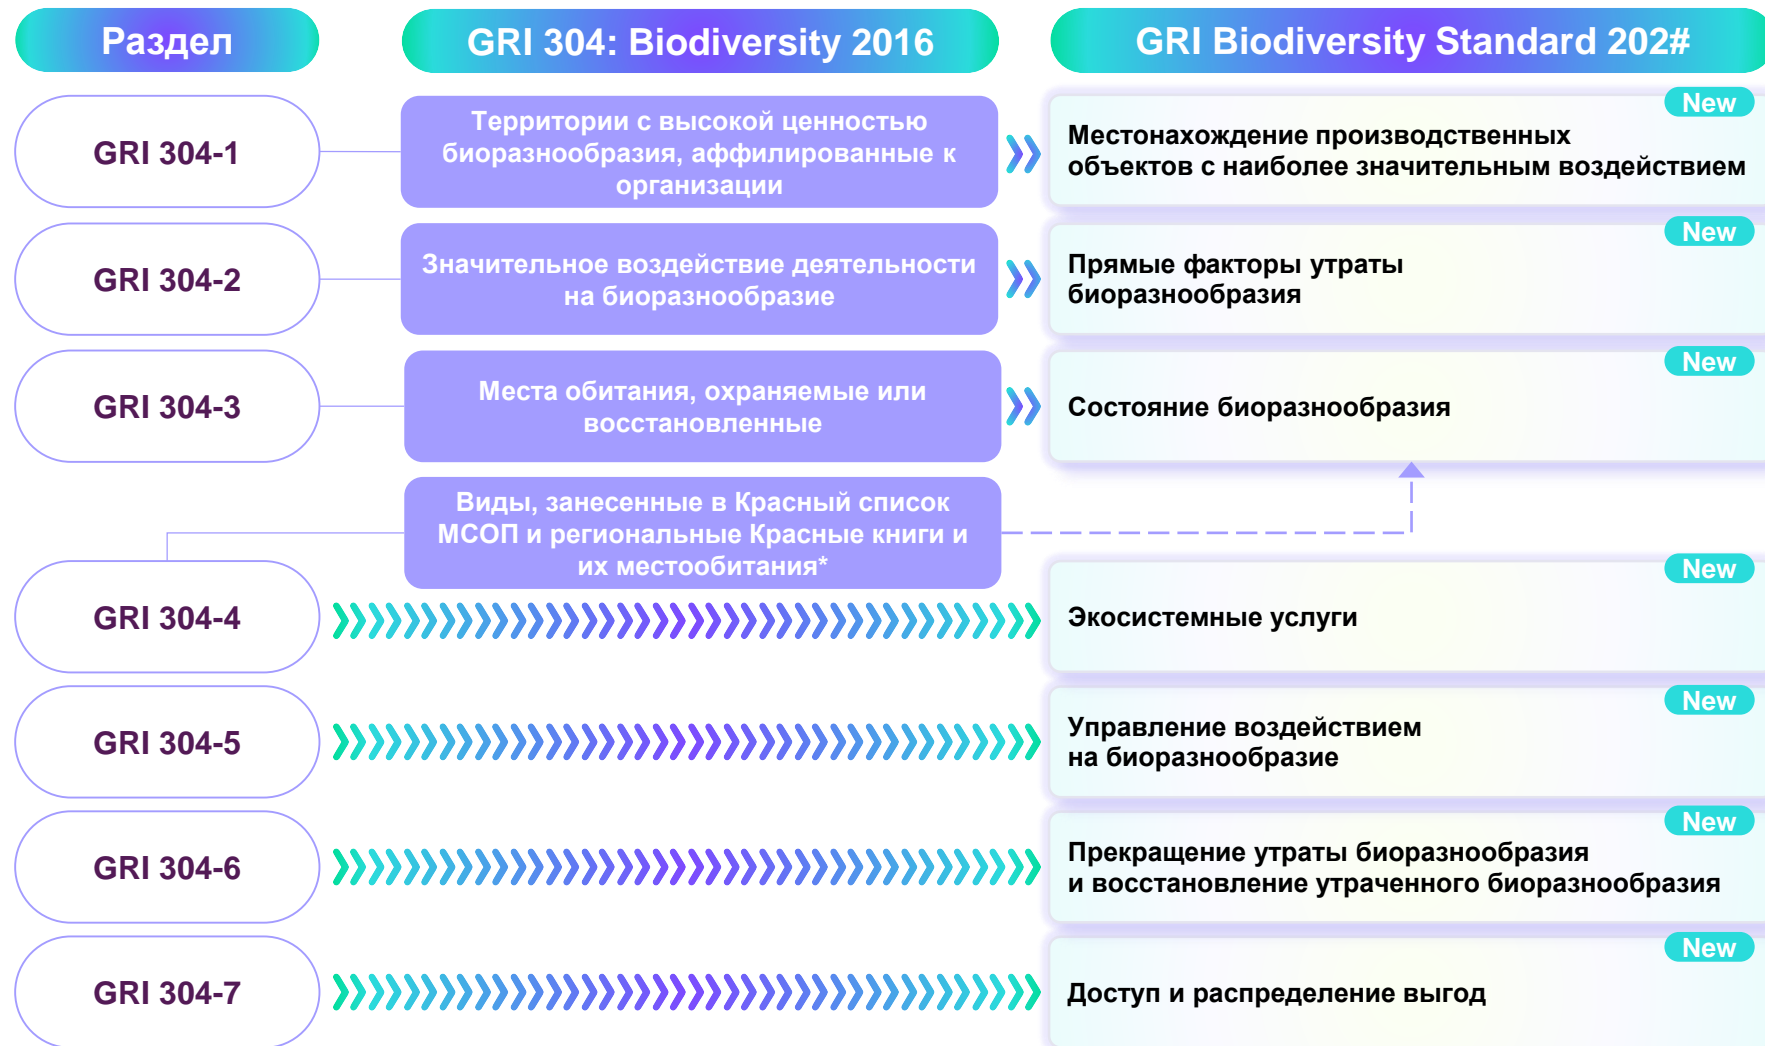 Раздел
GRI 304: Biodiversity 2016
GRI Biodiversity Standard 202#
GRI 304-1
Территории с высокой ценностью
биоразнообразия, аффилированные к
организации
New
Местонахождение производственных
объектов с наиболее значительным воздействием
GRI 304-2
Значительное воздействие деятельности
на биоразнообразие
New
Прямые факторы утраты
биоразнообразия
GRI 304-3
Места обитания, охраняемые или
восстановленные
New
Состояние биоразнообразия
Виды, занесенные в Красный список
МСОП и региональные Красные книги и
их местообитания*
GRI 304-4
New
Экосистемные услуги
GRI 304-5
New
Управление воздействием
на биоразнообразие
GRI 304-6
New
Прекращение утраты биоразнообразия
и восстановление утраченного биоразнообразия
GRI 304-7
New
Доступ и распределение выгод